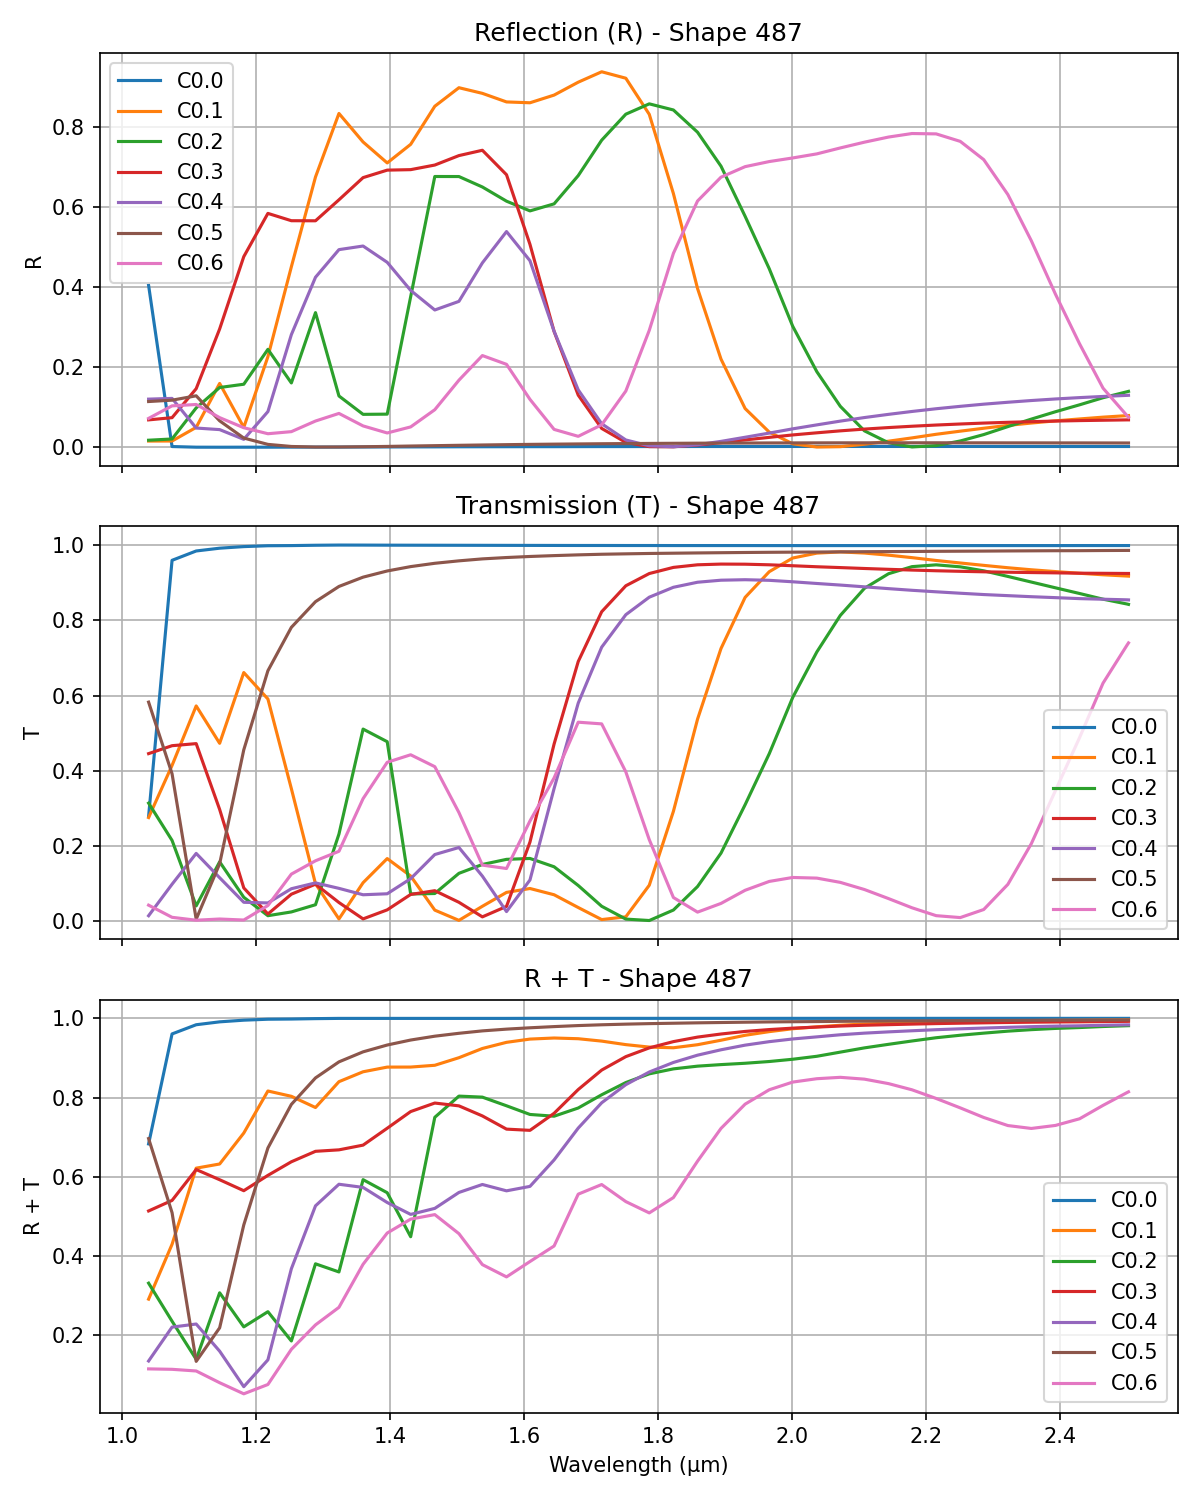 Reflection (R) - Shape 487
C0.0
C0.1
C0.2
C0.3
C0.4
C0.5
C0.6
R
0.8
0.6
0.4
0.2
0.0
Transmission (T) - Shape 487
T
1.0
0.8
0.6
0.4
0.2
0.0
C0.0
C0.1
C0.2
C0.3
C0.4
C0.5
C0.6
R + T - Shape 487
R + T
1.0
0.8
0.6
0.4
0.2
C0.0
C0.1
C0.2
C0.3
C0.4
C0.5
C0.6
1.0 1.2 1.4 1.6 1.8 2.0 2.2 2.4
Wavelength (μm)